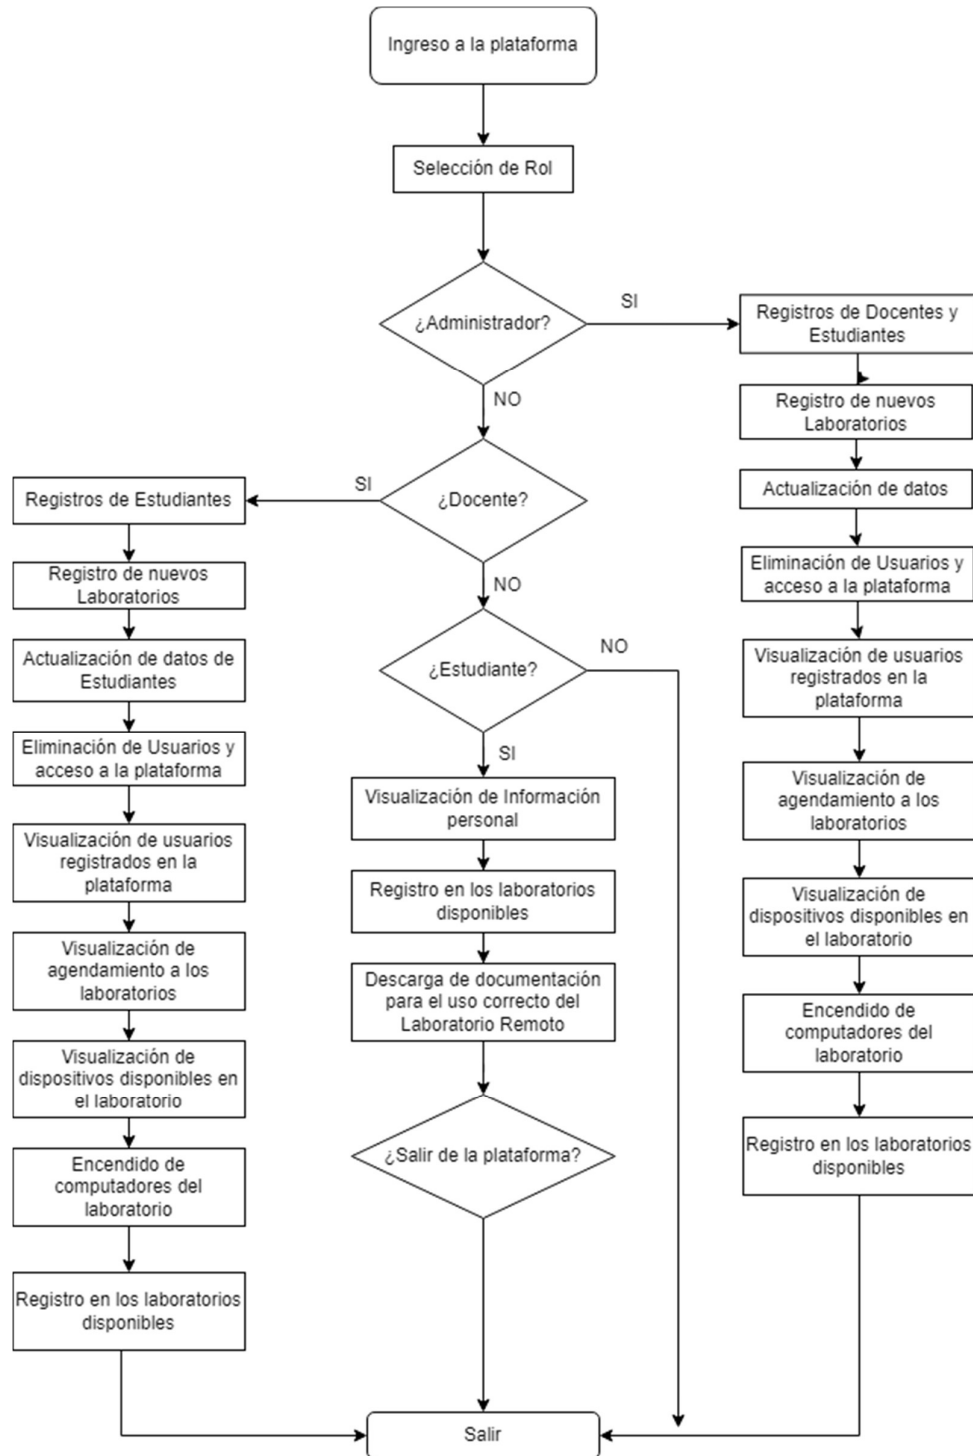 Ingreso a la plataforma
Selección de Rol
¿Administrador?
SI
Registros de Docentes y
Estudiantes
Registro de nuevos
Laboratorios
Actualización de datos
Eliminación de Usuarios y
acceso a la plataforma
Visualización de usuarios
registrados en la
plataforma
Visualización de
agendamiento a los
laboratorios
Visualización de
dispositivos disponibles en
el laboratorio
Encendido de
computadores del
laboratorio
Registro en los laboratorios
disponibles
NO
¿Docente?
SI
Registros de Estudiantes
Registro de nuevos
Laboratorios
Actualización de datos de
Estudiantes
Eliminación de Usuarios y
acceso a la plataforma
Visualización de usuarios
registrados en la
plataforma
Visualización de
agendamiento a los
laboratorios
Visualización de
dispositivos disponibles en
el laboratorio
Encendido de
computadores del
laboratorio
Registro en los laboratorios
disponibles
NO
¿Estudiante?
NO
SI
Visualización de Información
personal
Registro en los laboratorios
disponibles
Descarga de documentación
para el uso correcto del
Laboratorio Remoto
¿Salir de la plataforma?
Salir